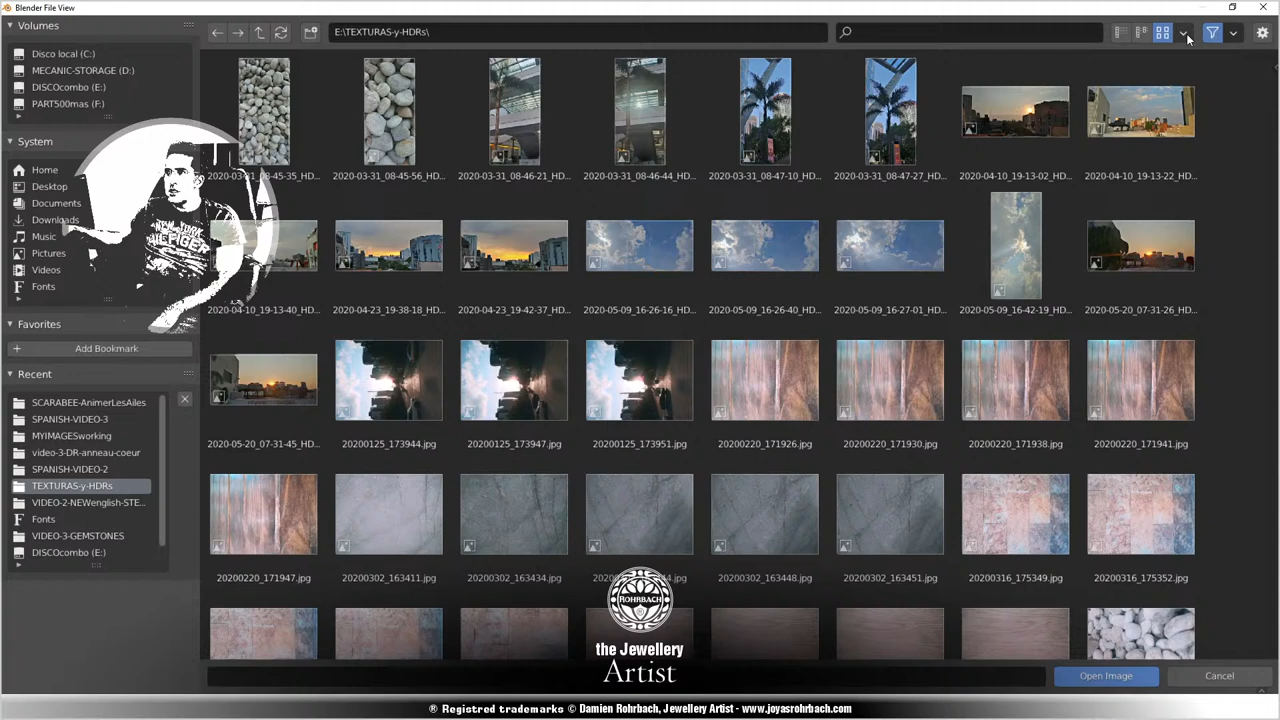 Blender File View
Volumes
Disco local (C:)
MECANIC-STORAGE (D:)
DISCOcombo (E:)
PART500mas (F:)
System
Home
Desktop
Documents
Downloads
Music
Pictures
Videos
Fonts
Favorites
Add Bookmark
Recent
SCARABEE-AnimerLesAiles
SPANISH-VIDEO-3
MYIMAGESworking
video-3-DR-anneau-coeur
SPANISH-VIDEO-2
TEXTURAS-y-HDRs
VIDEO-2-NEWenglish-STE...
Fonts
VIDEO-3-GEMSTONES
DISCOcombo (E:)
E:\TEXTURAS-y-HDRs\
2020-03-31_08-45-35_HD...
2020-03-31_08-45-56_HD...
2020-03-31_08-46-21_HD...
2020-03-31_08-46-44_HD...
2020-03-31_08-47-10_HD...
2020-03-31_08-47-27_HD...
2020-04-10_19-13-02_HD...
2020-04-10_19-13-22_HD...
2020-04-10_19-13-40_HD...
2020-04-23_19-38-18_HD...
2020-04-23_19-42-37_HD...
2020-05-09_16-26-16_HD...
2020-05-09_16-26-40_HD...
2020-05-09_16-27-01_HD...
2020-05-09_16-42-19_HD...
2020-05-20_07-31-26_HD...
2020-05-20_07-31-45_HD...
20200125_173944.jpg
20200125_173947.jpg
20200125_173951.jpg
20200220_171926.jpg
20200220_171930.jpg
20200220_171938.jpg
20200220_171941.jpg
20200220_171947.jpg
20200302_163411.jpg
20200302_163434.jpg
20200302_163448.jpg
20200302_163451.jpg
20200316_175349.jpg
20200316_175352.jpg
NEW YORK
HILFIGER
ROHRBACH
the Jewellery
Artist
Open Image
Cancel
® Registred trademarks © Damien Rohrbach, Jewellery Artist - www.joyasrohrbach.com